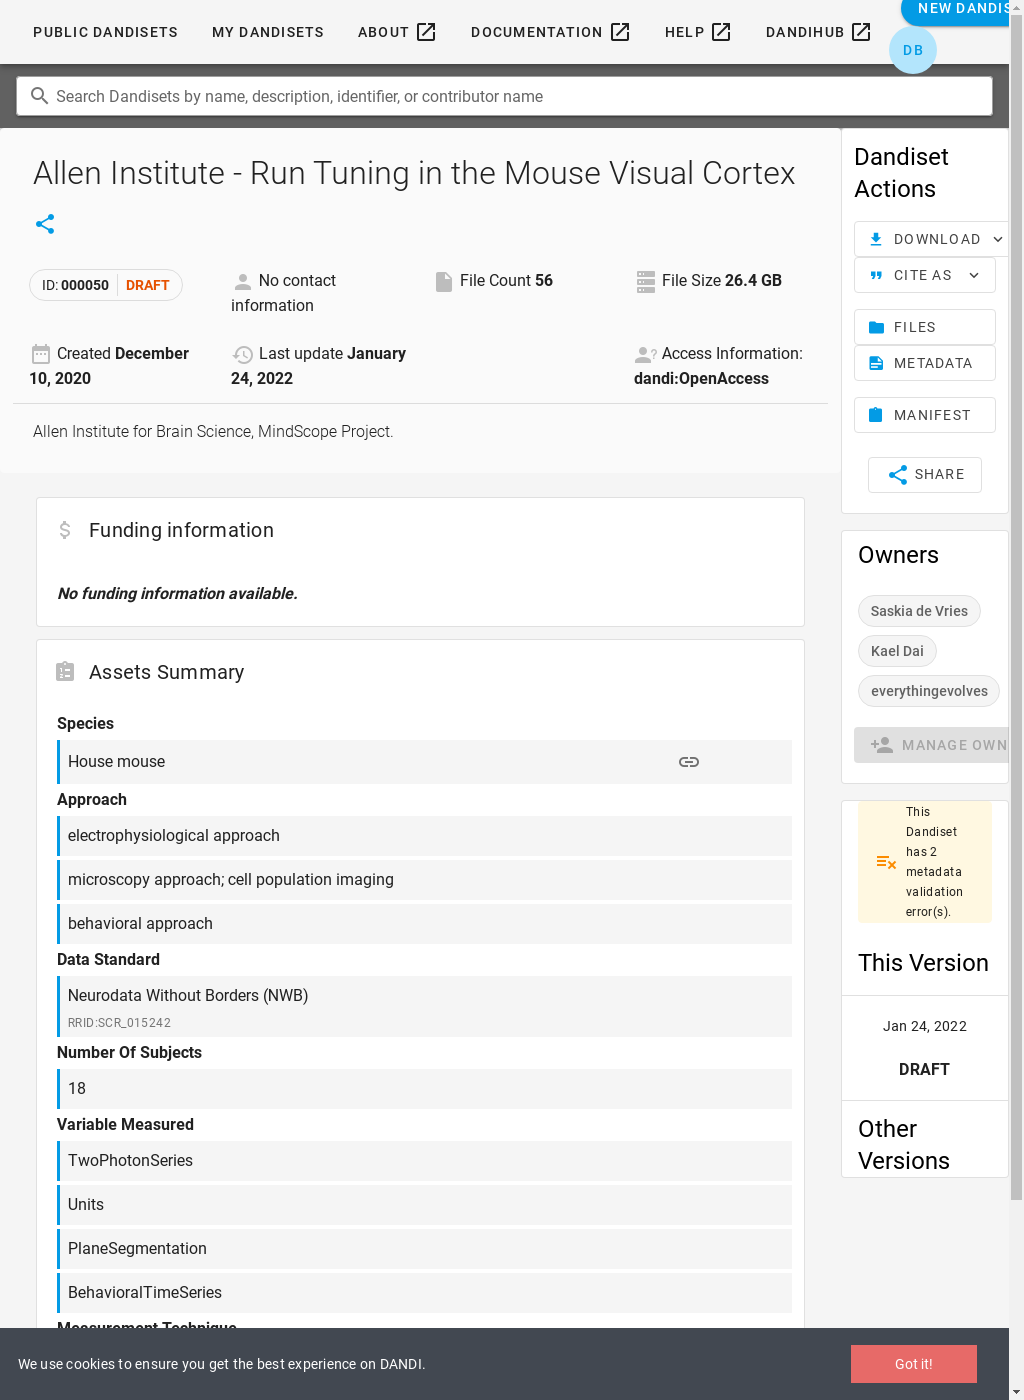 PUBLIC DANDISETS
MY DANDISETS
ABOUT
DOCUMENTATION
HELP
DANDIHUB
NEW DANDIS
DB
Search Dandisets by name, description, identifier, or contributor name
Allen Institute - Run Tuning in the Mouse Visual Cortex
ID: 000050 DRAFT
No contact
information
File Count 56
File Size 26.4 GB
Created December
10, 2020
Last update January
24, 2022
Access Information:
dandi:OpenAccess
Allen Institute for Brain Science, MindScope Project.
Funding information
No funding information available.
Assets Summary
Species
House mouse
Approach
electrophysiological approach
microscopy approach; cell population imaging
behavioral approach
Data Standard
Neurodata Without Borders (NWB)
RRID:SCR_015242
Number Of Subjects
18
Variable Measured
TwoPhotonSeries
Units
PlaneSegmentation
BehavioralTimeSeries
Measurement Technique
Dandiset
Actions
DOWNLOAD
CITE AS
FILES
METADATA
MANIFEST
SHARE
Owners
Saskia de Vries
Kael Dai
everythingevolves
MANAGE OWN
This
Dandiset
has 2
metadata
validation
error(s).
This Version
Jan 24, 2022
DRAFT
Other
Versions
We use cookies to ensure you get the best experience on DANDI.
Got it!